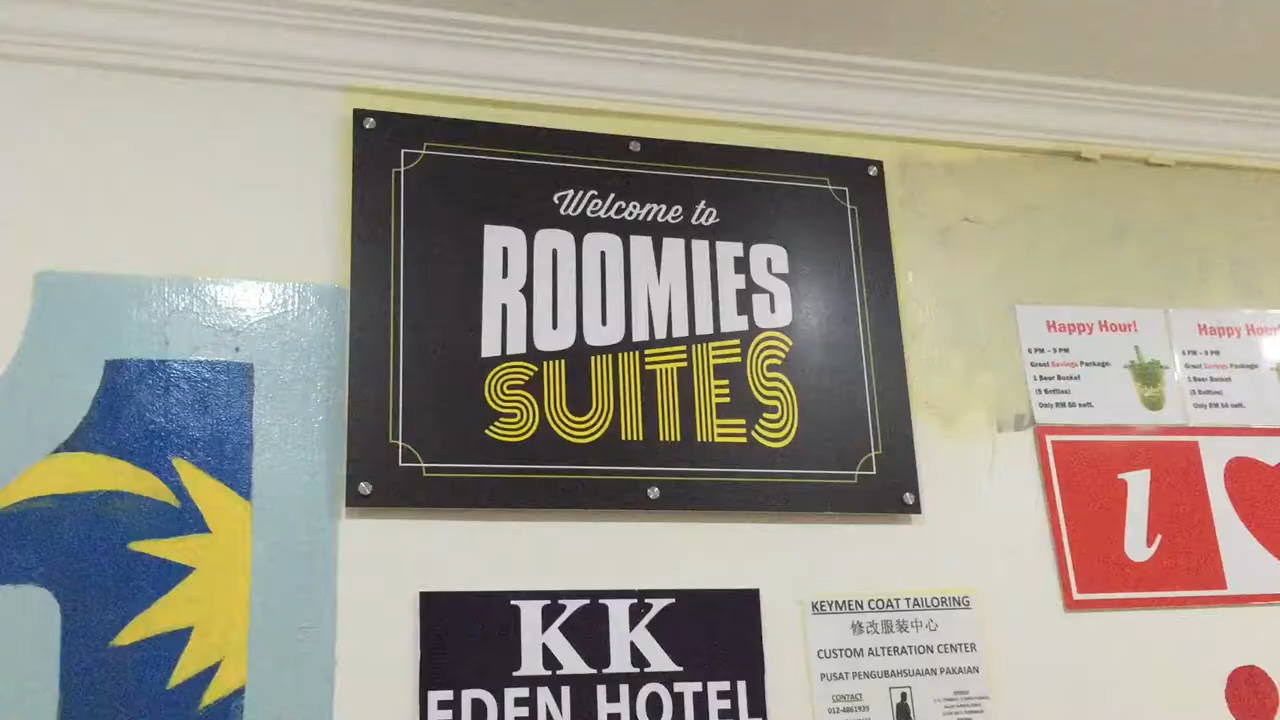 Welcome to
ROOMIES
SUITES
Happy Hour!
6 PM – 9 PM
Great Savings Package:
1 Beer Bucket
(5 Bottles)
Only RM 60 nett.
Happy Hour
6 PM – 9 PM
Great Savings Package:
1 Beer Bucket
(5 Bottles)
Only RM 60 nett.
i
KK
EDEN HOTEL
KEYMEN COAT TAILORING
修改服装中心
CUSTOM ALTERATION CENTER
PUSAT PENGUBAHSUAIAN PAKAIAN
CONTACT
012-4861939